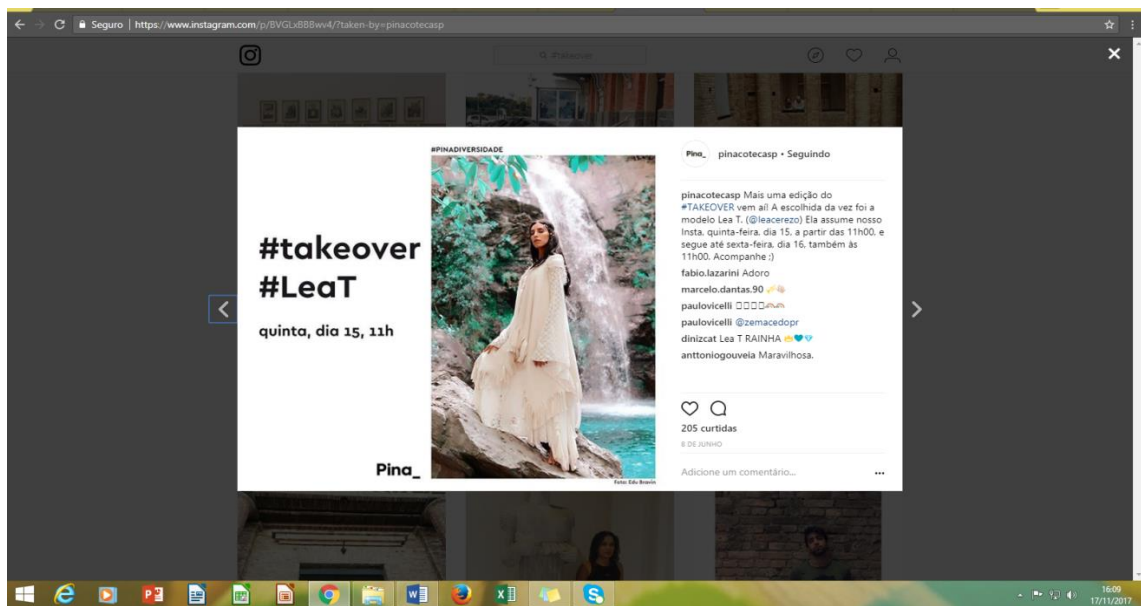 Seguro | https://www.instagram.com/p/BVGLxBBBwv4/?taken-by=pinacotecasp
#takeover
#PINADIVERSIDADE
#takeover
#LeaT
quinta, dia 15, 11h
Pina_
Foto: Edu Bravin
Pina_
pinacotecasp • Seguindo
pinacotecasp Mais uma edição do
#TAKEOVER vem aí! A escolhida da vez foi a
modelo Lea T. (@leacerezo) Ela assume nosso
Insta, quinta-feira, dia 15, a partir das 11h00, e
segue até sexta-feira, dia 16, também às
11h00. Acompanhe ;)
fabio.lazarini Adoro
marcelo.dantas.90
paulovicelli
paulovicelli @zemacedopr
dinizcat Lea T RAINHA
anttoniogouveia Maravilhosa.
205 curtidas
8 DE JUNHO
Adicione um comentário...
16:09
17/11/2017